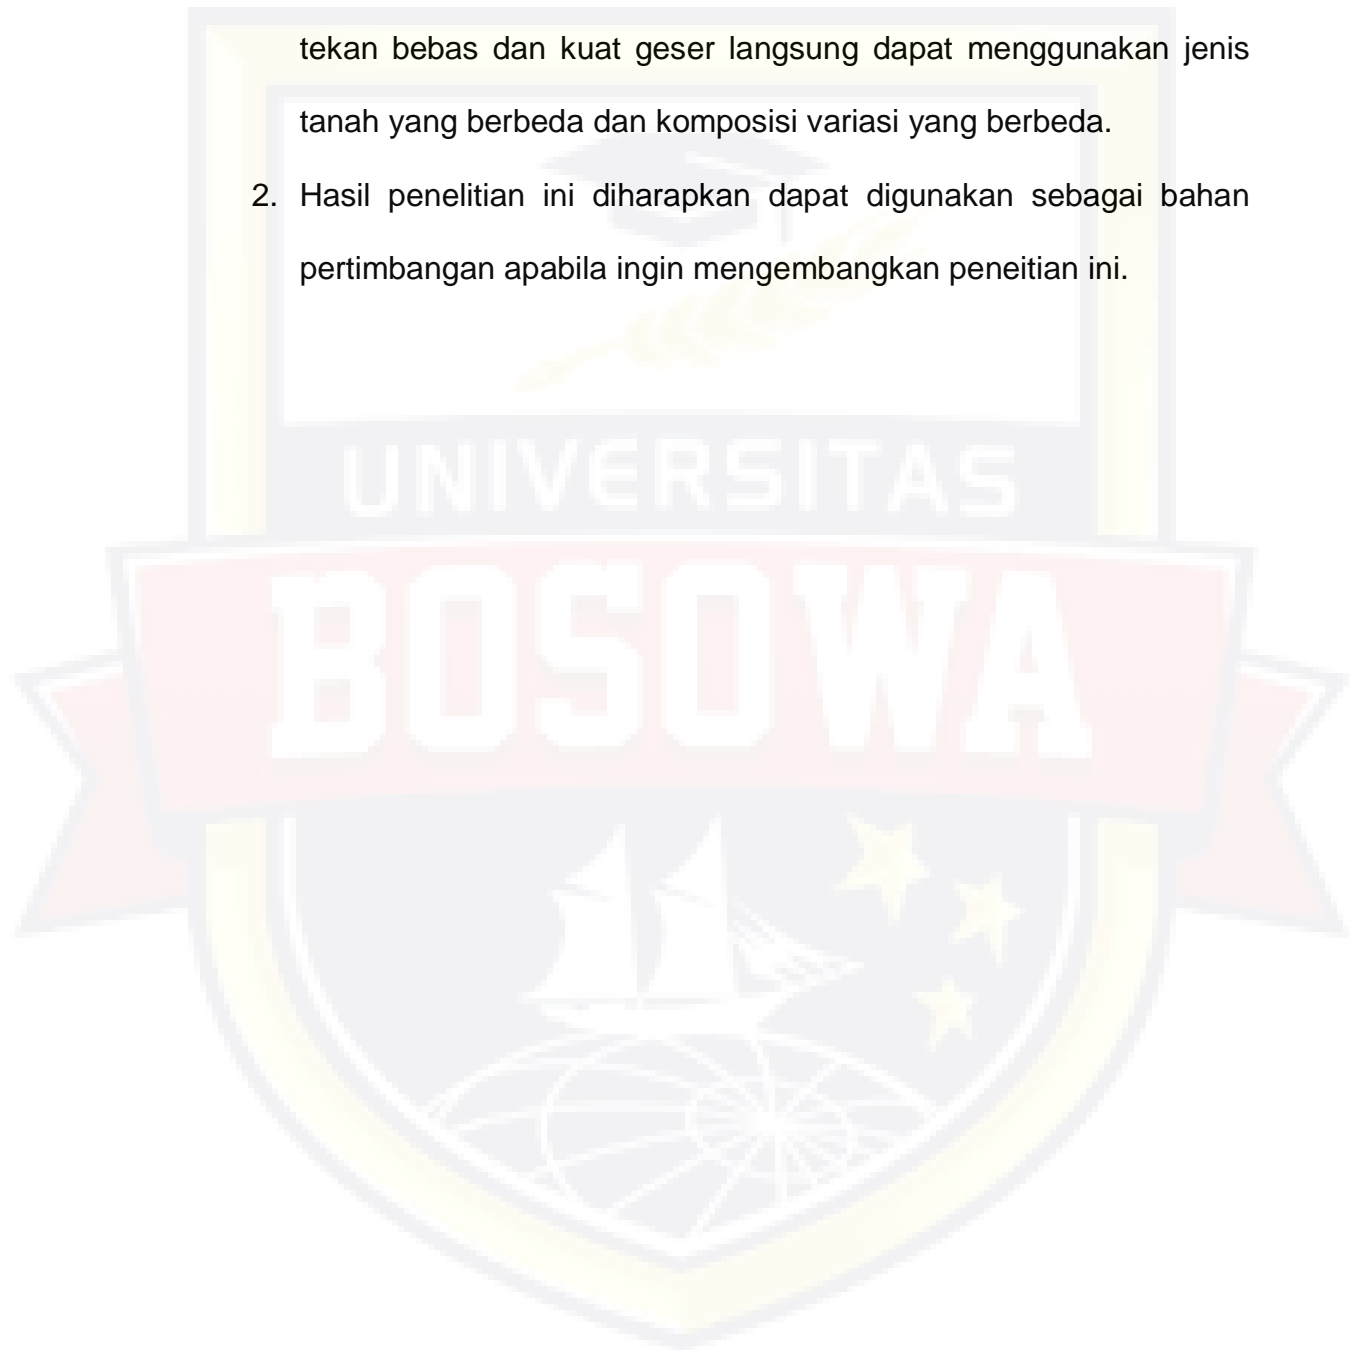 tekan bebas dan kuat geser langsung dapat menggunakan jenis
tanah yang berbeda dan komposisi variasi yang berbeda.
2. Hasil penelitian ini diharapkan dapat digunakan sebagai bahan
pertimbangan apabila ingin mengembangkan peneitian ini.
UNIVERSITAS
BOSOWA